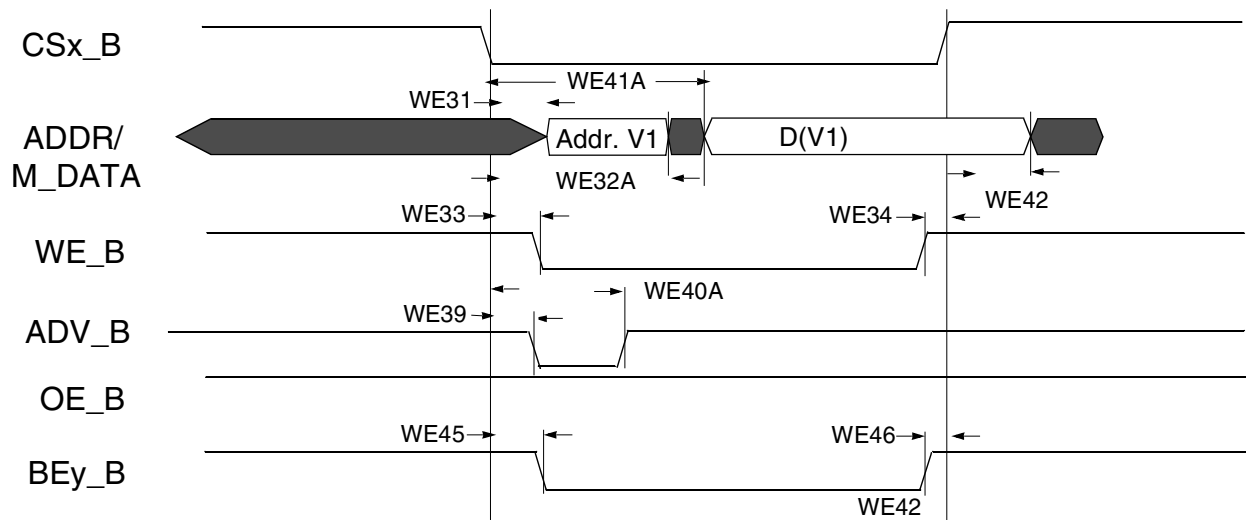 CSx_B
WE41A
WE31
ADDR/
M_DATA
Addr. V1
D(V1)
WE32A
WE42
WE33
WE34
WE_B
WE40A
WE39
ADV_B
OE_B
WE45
WE46
BEy_B
WE42